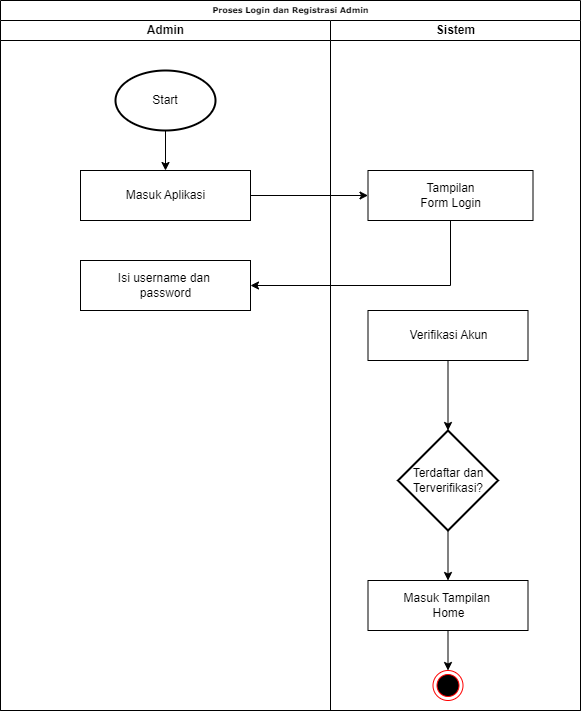 Proses Login dan Registrasi Admin
Admin
Sistem
Start
Masuk Aplikasi
Tampilan
Form Login
Isi username dan
password
Verifikasi Akun
Terdaftar dan
Terverifikasi?
Masuk Tampilan
Home